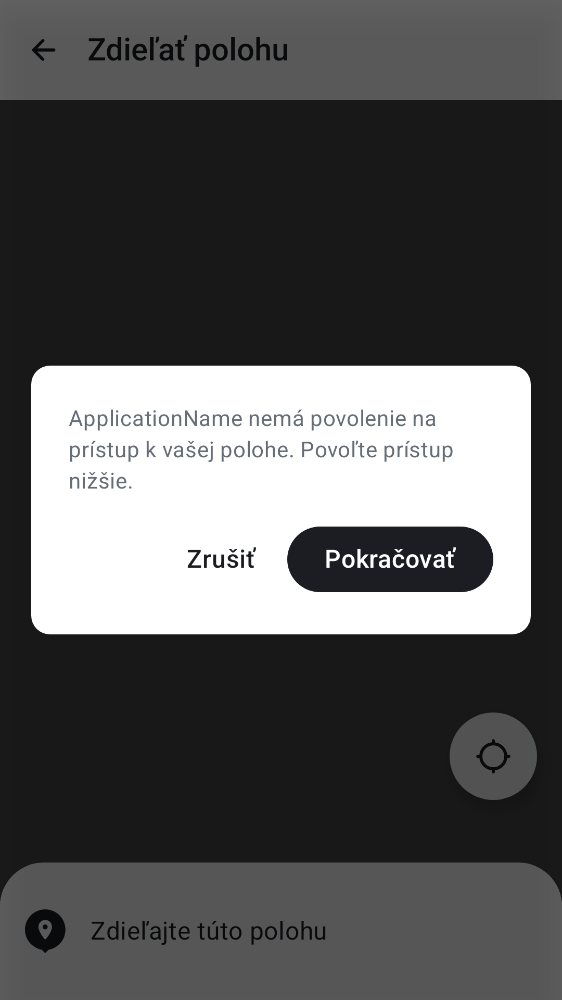 Zdieľať polohu
ApplicationName nemá povolenie na
prístup k vašej polohe. Povoľte prístup
nižšie.
Zrušiť
Pokračovať
Zdieľajte túto polohu